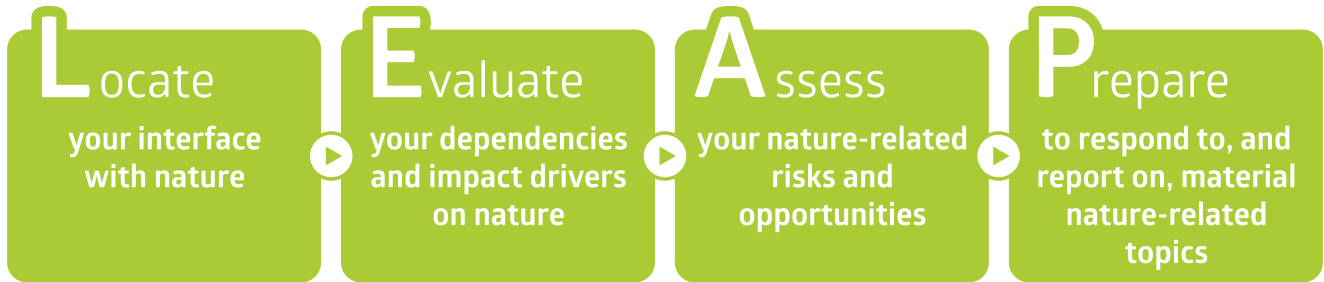 Locate
your interface
with nature
Evaluate
your dependencies
and impact drivers
on nature
Assess
your nature-related
risks and
opportunities
Prepare
to respond to, and
report on, material
nature-related
topics